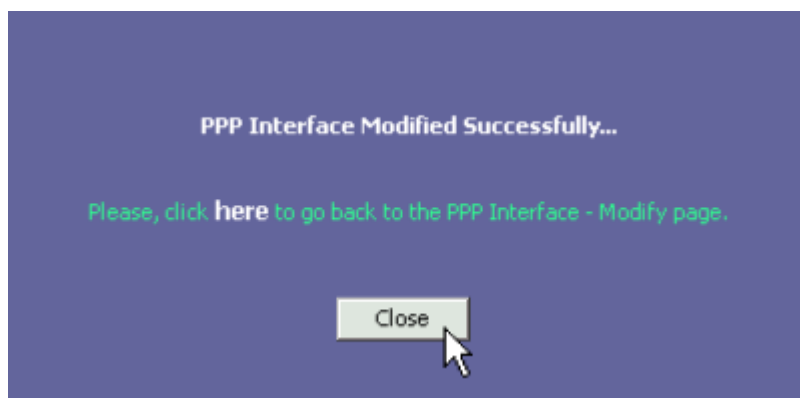 PPP Interface Modified Successfully...
Please, click here to go back to the PPP Interface - Modify page.
Close